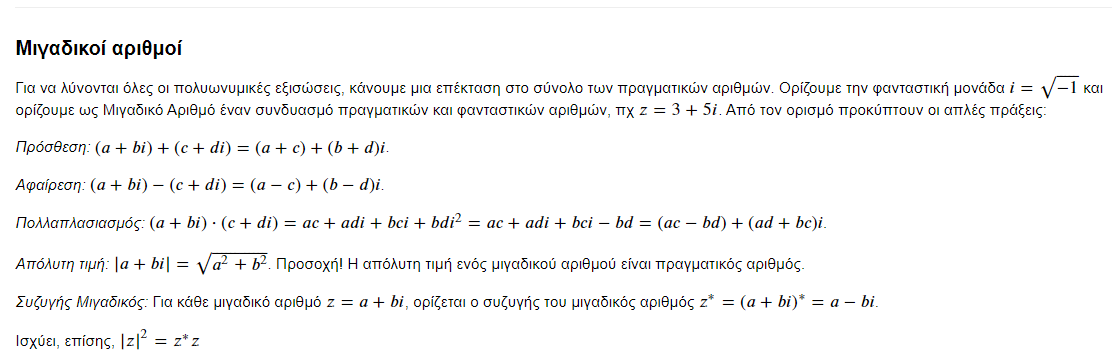 Μιγαδικοί αριθμοί
Για να λύνονται όλες οι πολυωνυμικές εξισώσεις, κάνουμε μια επέκταση στο σύνολο των πραγματικών αριθμών. Ορίζουμε την φανταστική μονάδα i = √−1 και
ορίζουμε ως Μιγαδικό Αριθμό έναν συνδυασμό πραγματικών και φανταστικών αριθμών, πχ z = 3 + 5i. Από τον ορισμό προκύπτουν οι απλές πράξεις:
Πρόσθεση: (a + bi) + (c + di) = (a + c) + (b + d)i.
Αφαίρεση: (a + bi) − (c + di) = (a − c) + (b − d)i.
Πολλαπλασιασμός: (a + bi) · (c + di) = ac + adi + bci + bdi² = ac + adi + bci − bd = (ac − bd) + (ad + bc)i.
Απόλυτη τιμή: |a + bi| = √(a² + b²). Προσοχή! Η απόλυτη τιμή ενός μιγαδικού αριθμού είναι πραγματικός αριθμός.
Συζυγής Μιγαδικός: Για κάθε μιγαδικό αριθμό z = a + bi, ορίζεται ο συζυγής του μιγαδικός αριθμός z* = (a + bi)* = a − bi.
Ισχύει, επίσης, |z|² = z*z